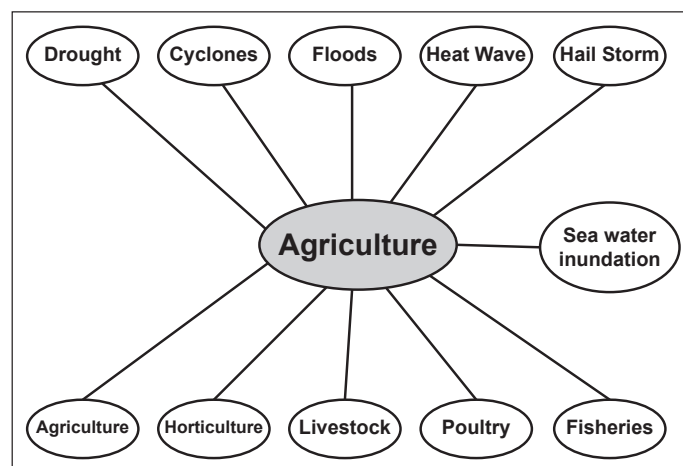 Drought
Cyclones
Floods
Heat Wave
Hail Storm
Agriculture
Sea water
inundation
Agriculture
Horticulture
Livestock
Poultry
Fisheries